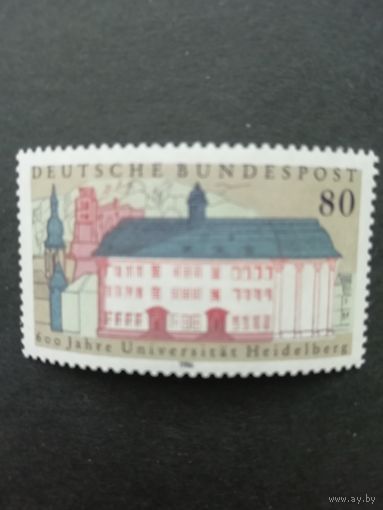 DEUTSCHE BUNDESPOST
80
600 Jahre Universität Heidelberg
1986
www.ay.by